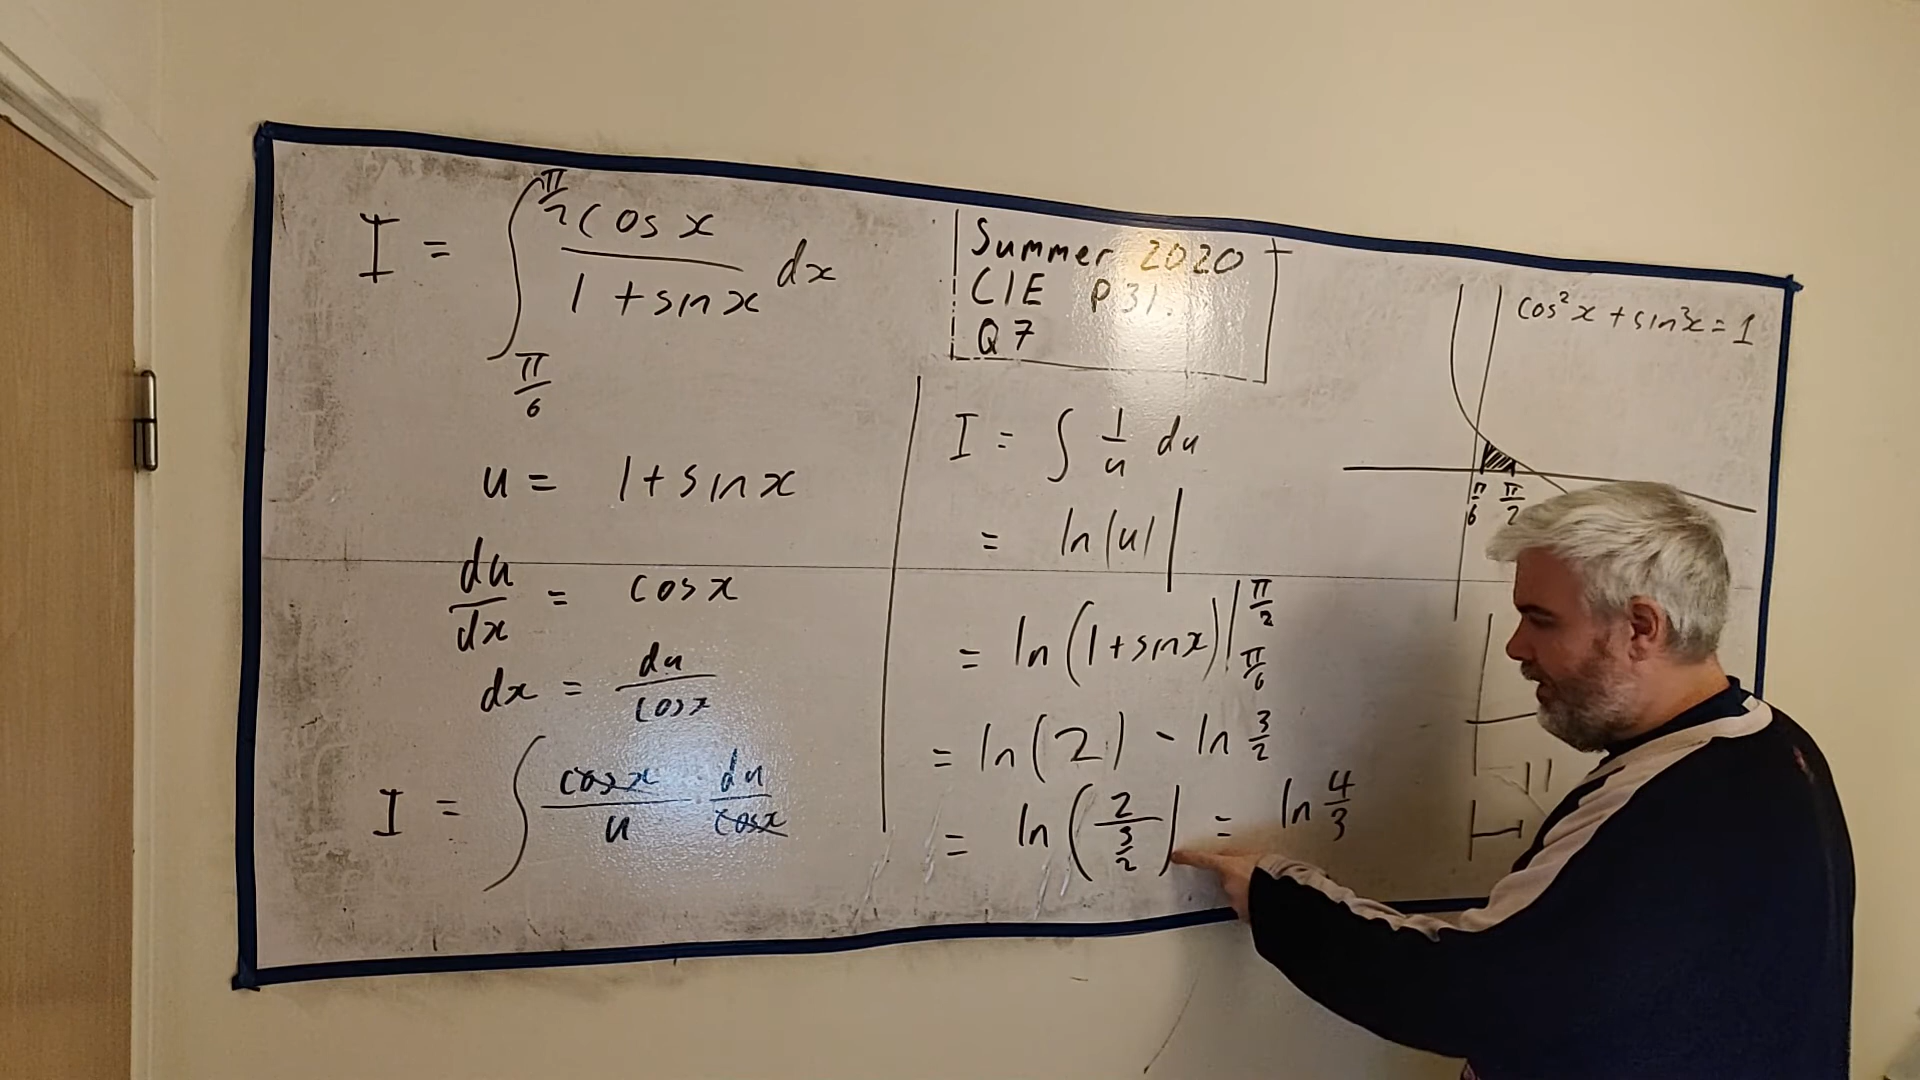 I = ∫_{π/6}^{π/2} cos x / (1 + sin x) dx
u = 1 + sin x
du/dx = cos x
dx = du / cos x
I = ∫ cos x / u · du / cos x
Summer 2020
CIE P31.
Q7
I = ∫ 1/u du
= ln|u| |
= ln(1 + sin x) |_{π/6}^{π/2}
= ln(2) - ln 3/2
= ln(2 / (3/2)) = ln 4/3
cos²x + sin²x = 1
π/6 π/2